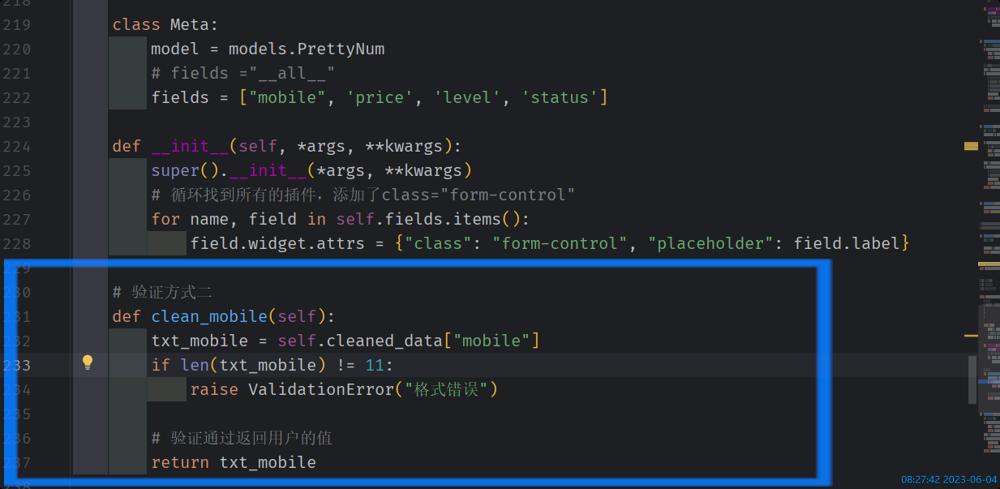 218
219 class Meta:
220 model = models.PrettyNum
221 # fields ="__all__"
222 fields = ["mobile", 'price', 'level', 'status']
223
224 def __init__(self, *args, **kwargs):
225 super().__init__(*args, **kwargs)
226 # 循环找到所有的插件，添加了class="form-control"
227 for name, field in self.fields.items():
228 field.widget.attrs = {"class": "form-control", "placeholder": field.label}
229
230 # 验证方式二
231 def clean_mobile(self):
232 txt_mobile = self.cleaned_data["mobile"]
233 if len(txt_mobile) != 11:
234 raise ValidationError("格式错误")
235
236 # 验证通过返回用户的值
237 return txt_mobile
238
08:27:42 2023-06-04